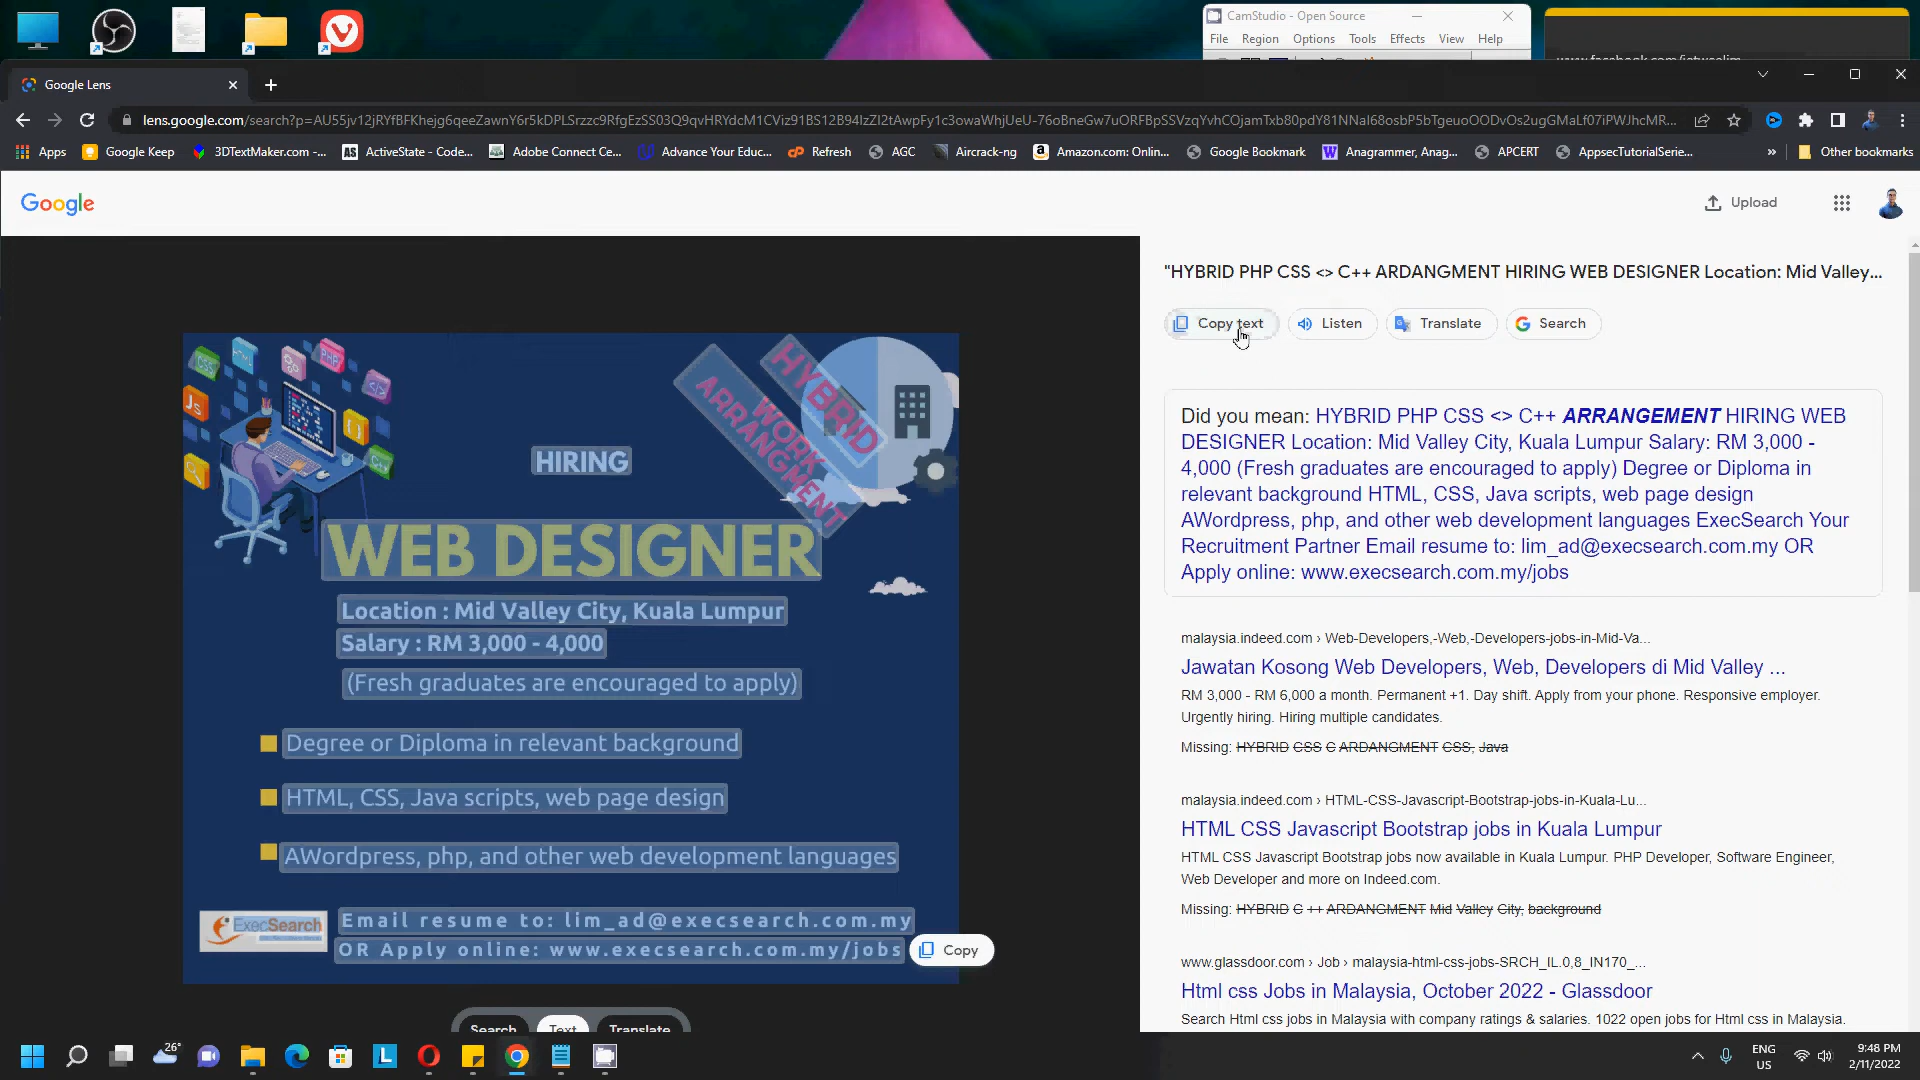 CamStudio - Open Source
File Region Options Tools Effects View Help
Google Lens
lens.google.com/search?p=AU55jv12jRYfBFKhejg6qeeZawnY6r5kDPLSrzzc9RfgEzSS03Q9qvHRYdcM1CViz91BS12B94IzZI2tAwpFy1c3owaWhjUeU-76oBneGw7uORFBpSSVzqYvhCOjamTxb80pdY81NNal68osbP5bTgeuoOODvOs2ugGMaLf07iPWJhcMR...
Apps Google Keep 3DTextMaker.com -... ActiveState - Code... Adobe Connect Ce... Advance Your Educ... Refresh AGC Aircrack-ng Amazon.com: Onlin... Google Bookmark Anagrammer, Anag... APCERT AppsecTutorialSerie... » Other bookmarks
Google
Upload
"HYBRID PHP CSS <> C++ ARDANGMENT HIRING WEB DESIGNER Location: Mid Valley...
Copy text Listen Translate Search
HYBRID
WORK
ARRANGMENT
HIRING
WEB DESIGNER
Location : Mid Valley City, Kuala Lumpur
Salary : RM 3,000 - 4,000
(Fresh graduates are encouraged to apply)
Degree or Diploma in relevant background
HTML, CSS, Java scripts, web page design
AWordpress, php, and other web development languages
ExecSearch
Email resume to: lim_ad@execsearch.com.my
OR Apply online: www.execsearch.com.my/jobs
Copy
Search Text Translate
Did you mean: HYBRID PHP CSS <> C++ ARRANGEMENT HIRING WEB
DESIGNER Location: Mid Valley City, Kuala Lumpur Salary: RM 3,000 -
4,000 (Fresh graduates are encouraged to apply) Degree or Diploma in
relevant background HTML, CSS, Java scripts, web page design
AWordpress, php, and other web development languages ExecSearch Your
Recruitment Partner Email resume to: lim_ad@execsearch.com.my OR
Apply online: www.execsearch.com.my/jobs
malaysia.indeed.com › Web-Developers,-Web,-Developers-jobs-in-Mid-Va...
Jawatan Kosong Web Developers, Web, Developers di Mid Valley ...
RM 3,000 - RM 6,000 a month. Permanent +1. Day shift. Apply from your phone. Responsive employer.
Urgently hiring. Hiring multiple candidates.
Missing: HYBRID CSS C ARDANGMENT CSS, Java
malaysia.indeed.com › HTML-CSS-Javascript-Bootstrap-jobs-in-Kuala-Lu...
HTML CSS Javascript Bootstrap jobs in Kuala Lumpur
HTML CSS Javascript Bootstrap jobs now available in Kuala Lumpur. PHP Developer, Software Engineer,
Web Developer and more on Indeed.com.
Missing: HYBRID C ++ ARDANGMENT Mid Valley City, background
www.glassdoor.com › Job › malaysia-html-css-jobs-SRCH_IL.0,8_IN170_...
Html css Jobs in Malaysia, October 2022 - Glassdoor
Search Html css jobs in Malaysia with company ratings & salaries. 1022 open jobs for Html css in Malaysia.
26°
ENG
US
9:48 PM
2/11/2022